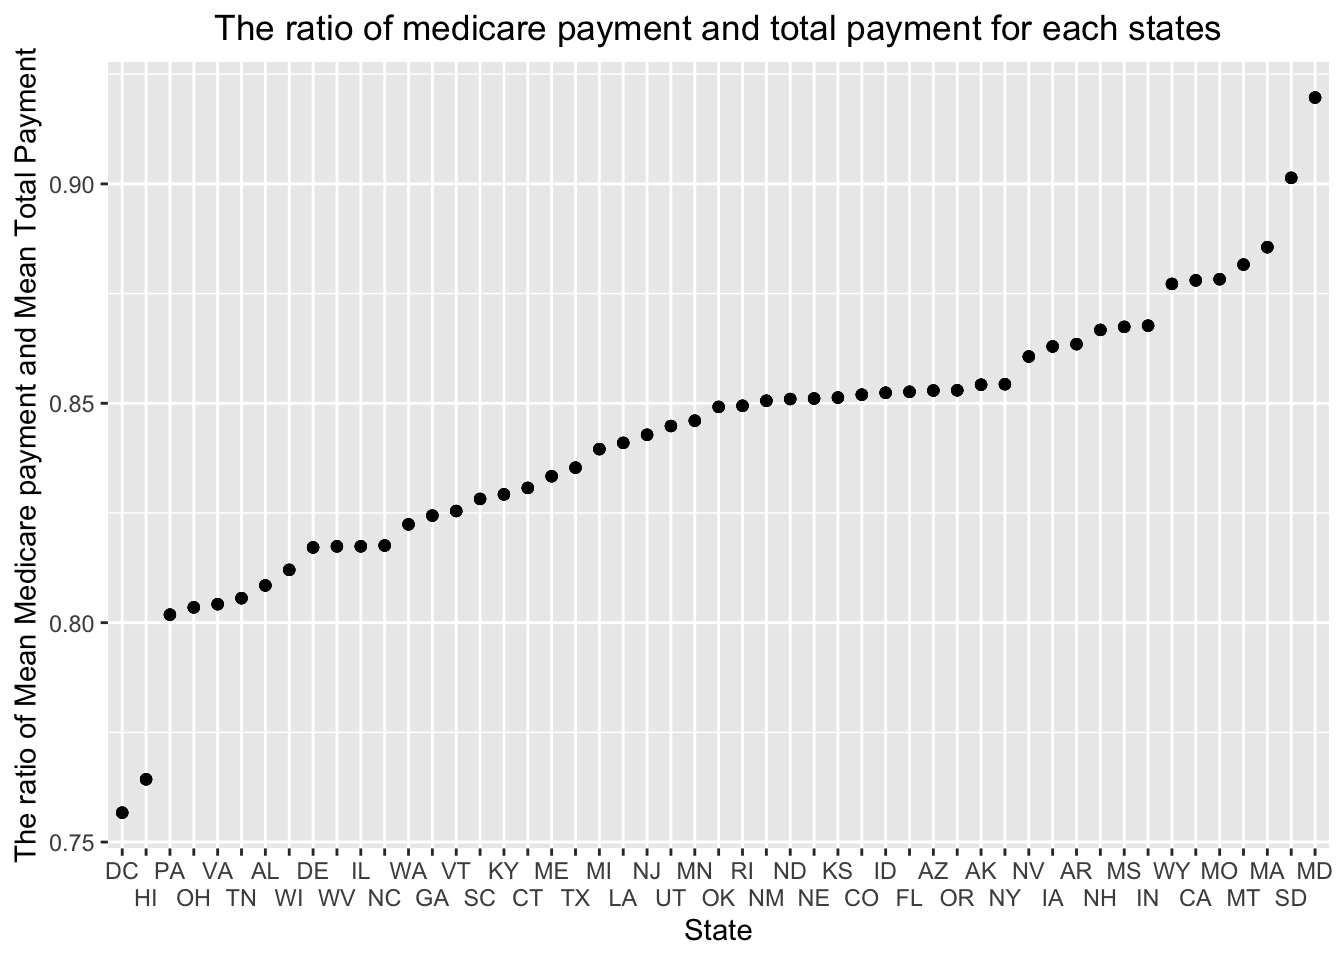 The ratio of medicare payment and total payment for each states
The ratio of Mean Medicare payment and Mean Total Payment
0.90
0.85
0.80
0.75
DC PA VA AL DE IL WA VT KY ME MI NJ MN RI ND KS ID AZ AK NV AR MS WY MO MA MD
HI OH TN WI WV NC GA SC CT TX LA UT OK NM NE CO FL OR NY IA NH IN CA MT SD
State